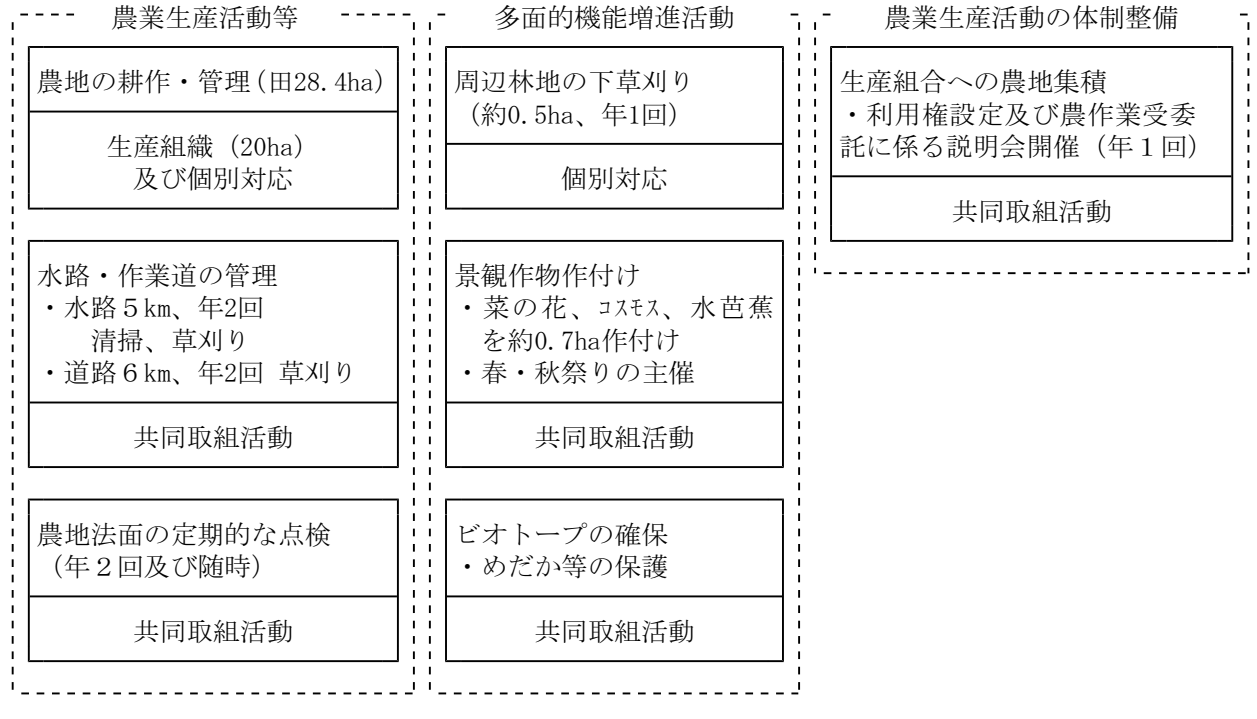 農業生産活動等
農地の耕作・管理(田28.4ha)
生産組織（20ha）
及び個別対応
水路・作業道の管理
・水路５km、年2回
清掃、草刈り
・道路６km、年2回 草刈り
共同取組活動
農地法面の定期的な点検
（年２回及び随時）
共同取組活動
多面的機能増進活動
周辺林地の下草刈り
（約0.5ha、年1回）
個別対応
景観作物作付け
・菜の花、ｺｽﾓｽ、水芭蕉
を約0.7ha作付け
・春・秋祭りの主催
共同取組活動
ビオトープの確保
・めだか等の保護
共同取組活動
農業生産活動の体制整備
生産組合への農地集積
・利用権設定及び農作業受委
託に係る説明会開催（年１回）
共同取組活動